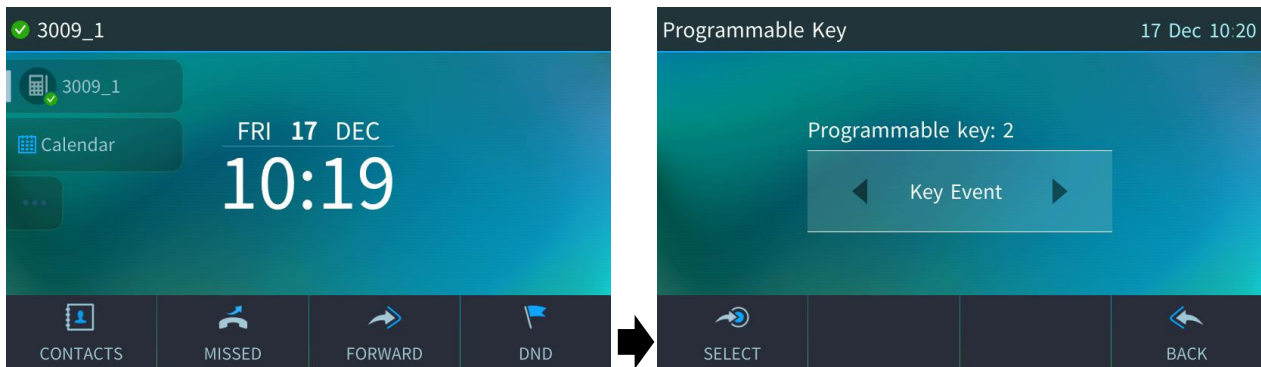 3009_1
3009_1
Calendar
FRI 17 DEC
10:19
CONTACTS MISSED FORWARD DND
Programmable Key 17 Dec 10:20
Programmable key: 2
Key Event
SELECT BACK